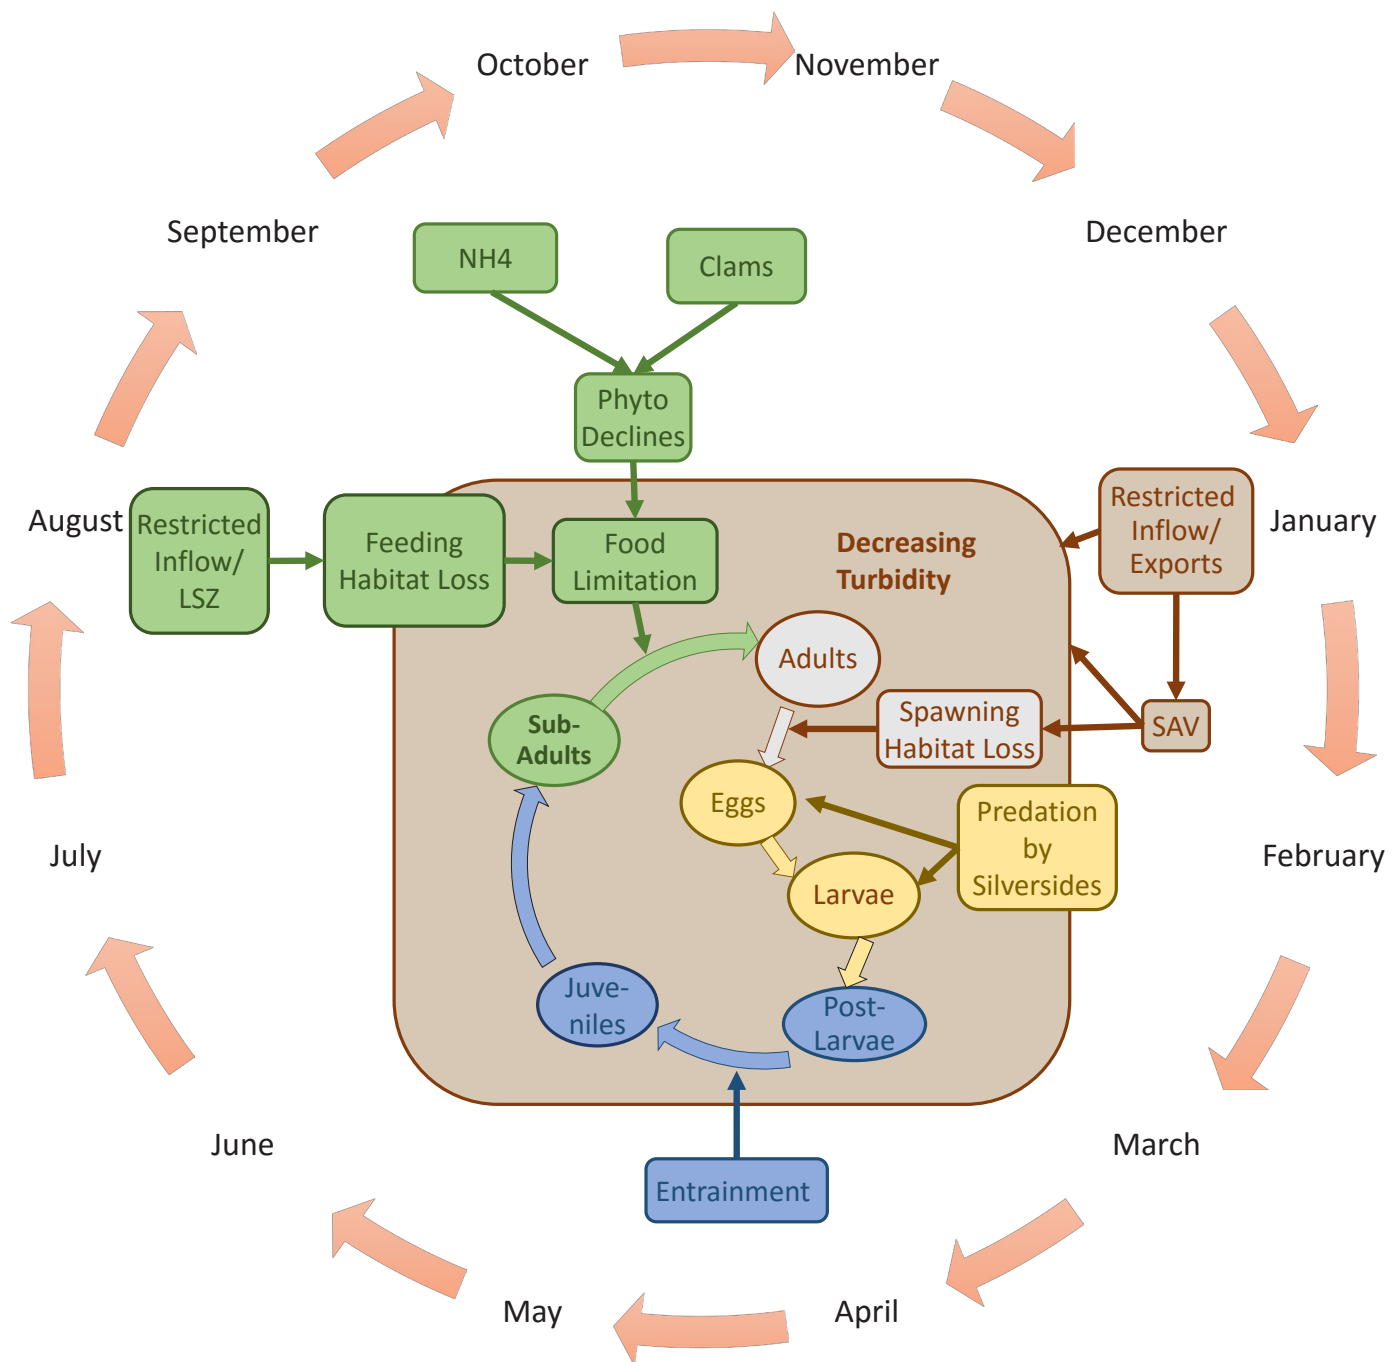 October
November
September
December
NH4
Clams
Phyto
Declines
August
Restricted
Inflow/
LSZ
Feeding
Habitat Loss
Food
Limitation
Decreasing
Turbidity
Restricted
Inflow/
Exports
January
Adults
Sub-
Adults
Spawning
Habitat Loss
SAV
Eggs
Predation
by
Silversides
July
February
Larvae
Juve-
niles
Post-
Larvae
June
March
Entrainment
May
April